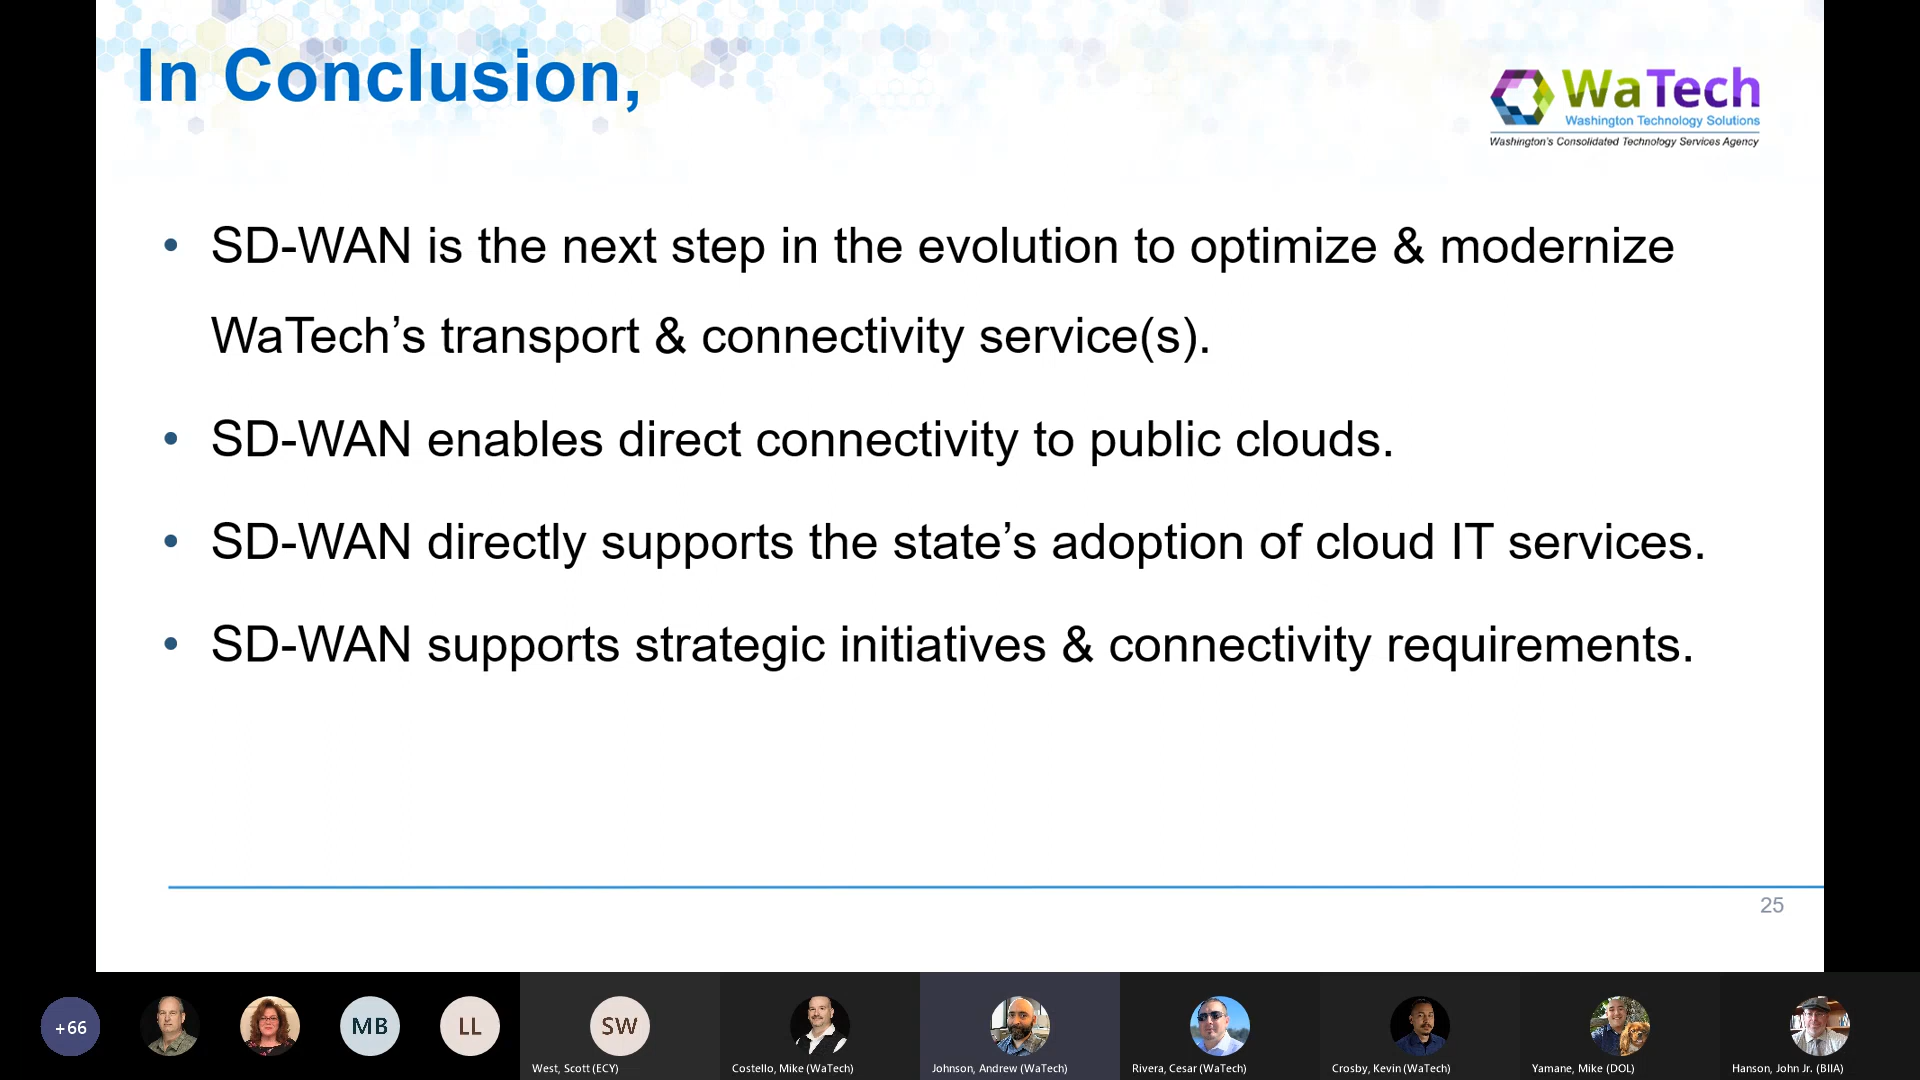 In Conclusion,
WaTech
Washington Technology Solutions
Washington's Consolidated Technology Services Agency
• SD-WAN is the next step in the evolution to optimize & modernize
WaTech’s transport & connectivity service(s).
• SD-WAN enables direct connectivity to public clouds.
• SD-WAN directly supports the state’s adoption of cloud IT services.
• SD-WAN supports strategic initiatives & connectivity requirements.
25
+66
MB
LL
SW
West, Scott (ECY)
Costello, Mike (WaTech)
Johnson, Andrew (WaTech)
Rivera, Cesar (WaTech)
Crosby, Kevin (WaTech)
Yamane, Mike (DOL)
Hanson, John Jr. (BIIA)